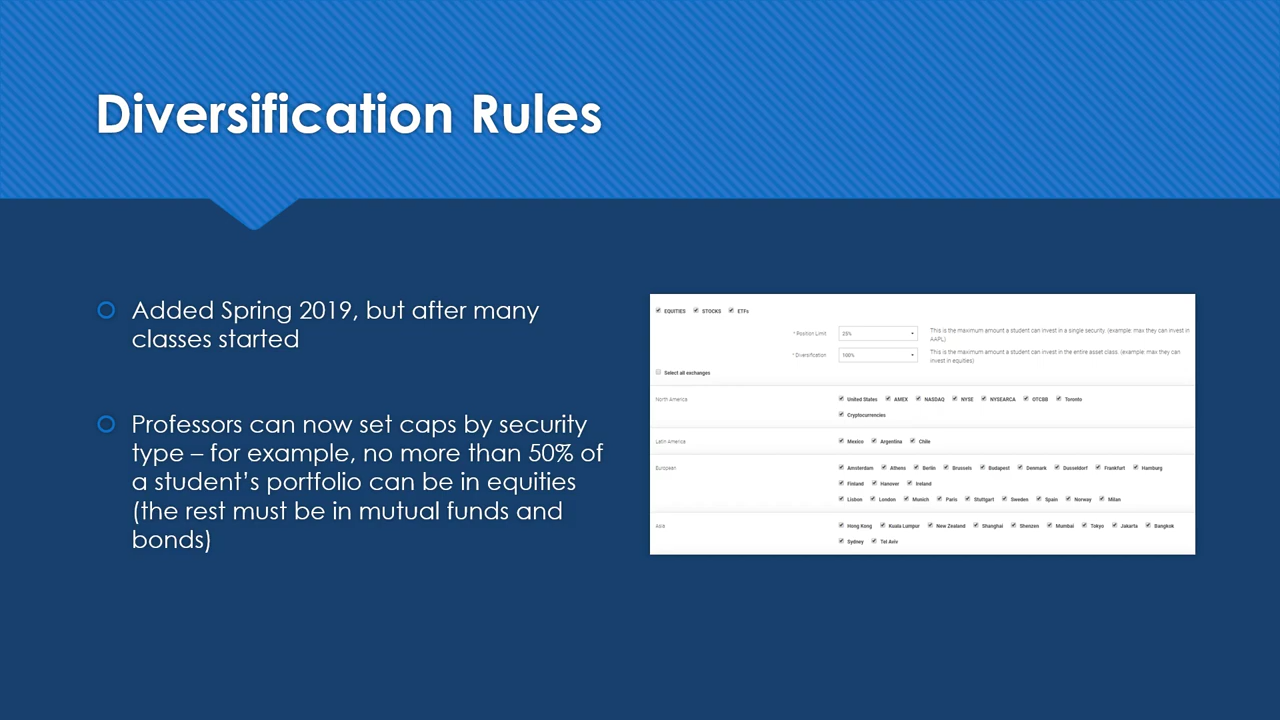 Diversification Rules
Added Spring 2019, but after many
classes started
Professors can now set caps by security
type – for example, no more than 50% of
a student's portfolio can be in equities
(the rest must be in mutual funds and
bonds)
EQUITIES STOCKS ETFs
* Position Limit 25% This is the maximum amount a student can invest in a single security. (example: max they can invest in
AAPL)
* Diversification 100% This is the maximum amount a student can invest in the entire asset class. (example: max they can
invest in equities)
Select all exchanges
North America United States AMEX NASDAQ NYSE NYSEARCA OTCBB Toronto
Cryptocurrencies
Latin America Mexico Argentina Chile
European Amsterdam Athens Berlin Brussels Budapest Denmark Dusseldorf Frankfurt Hamburg
Finland Hanover Ireland
Lisbon London Munich Paris Stuttgart Sweden Spain Norway Milan
Asia Hong Kong Kuala Lumpur New Zealand Shanghai Shenzen Mumbai Tokyo Jakarta Bangkok
Sydney Tel Aviv